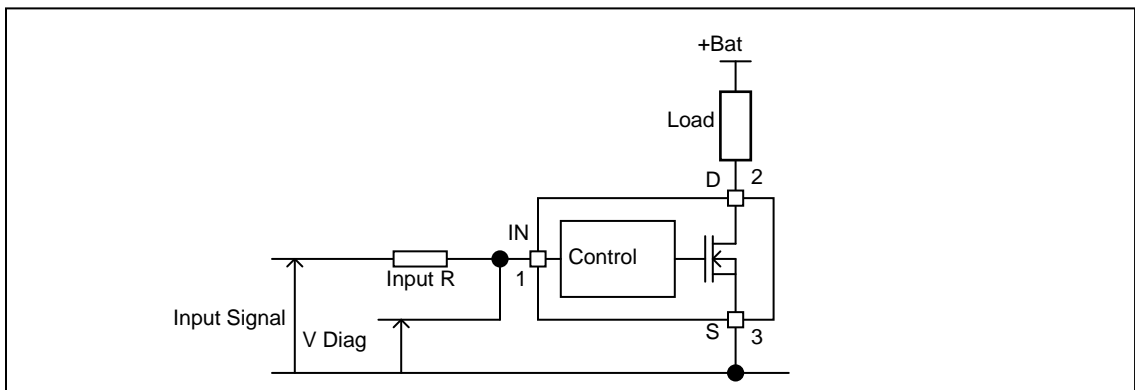 +Bat
Load
D 2
IN
Control
1
Input R
Input Signal
V Diag
S 3